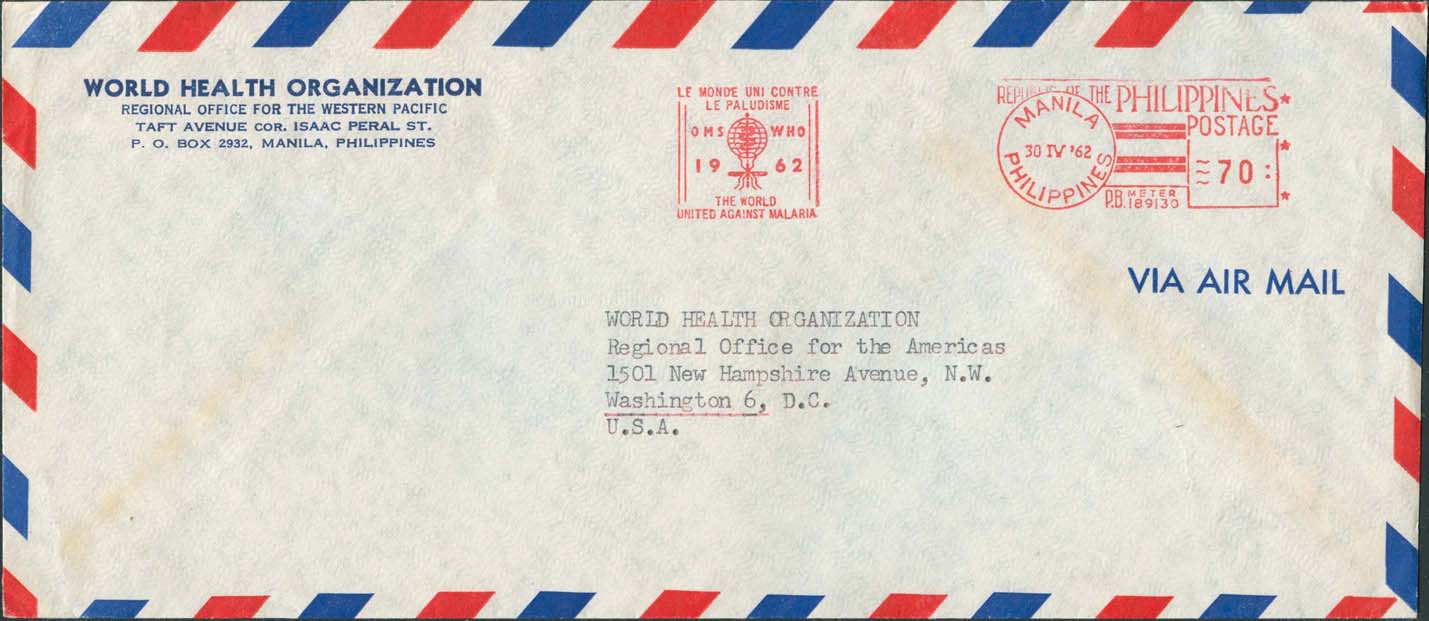 WORLD HEALTH ORGANIZATION
REGIONAL OFFICE FOR THE WESTERN PACIFIC
TAFT AVENUE COR. ISAAC PERAL ST.
P. O. BOX 2932, MANILA, PHILIPPINES
LE MONDE UNI CONTRE
LE PALUDISME
OMS WHO
1962
THE WORLD
UNITED AGAINST MALARIA
REPUBLIC OF THE PHILIPPINES
POSTAGE
MANILA
30 IV '62
PHILIPPINES
70
P.B. METER
189130
VIA AIR MAIL
WORLD HEALTH ORGANIZATION
Regional Office for the Americas
1501 New Hampshire Avenue, N.W.
Washington 6, D.C.
U.S.A.